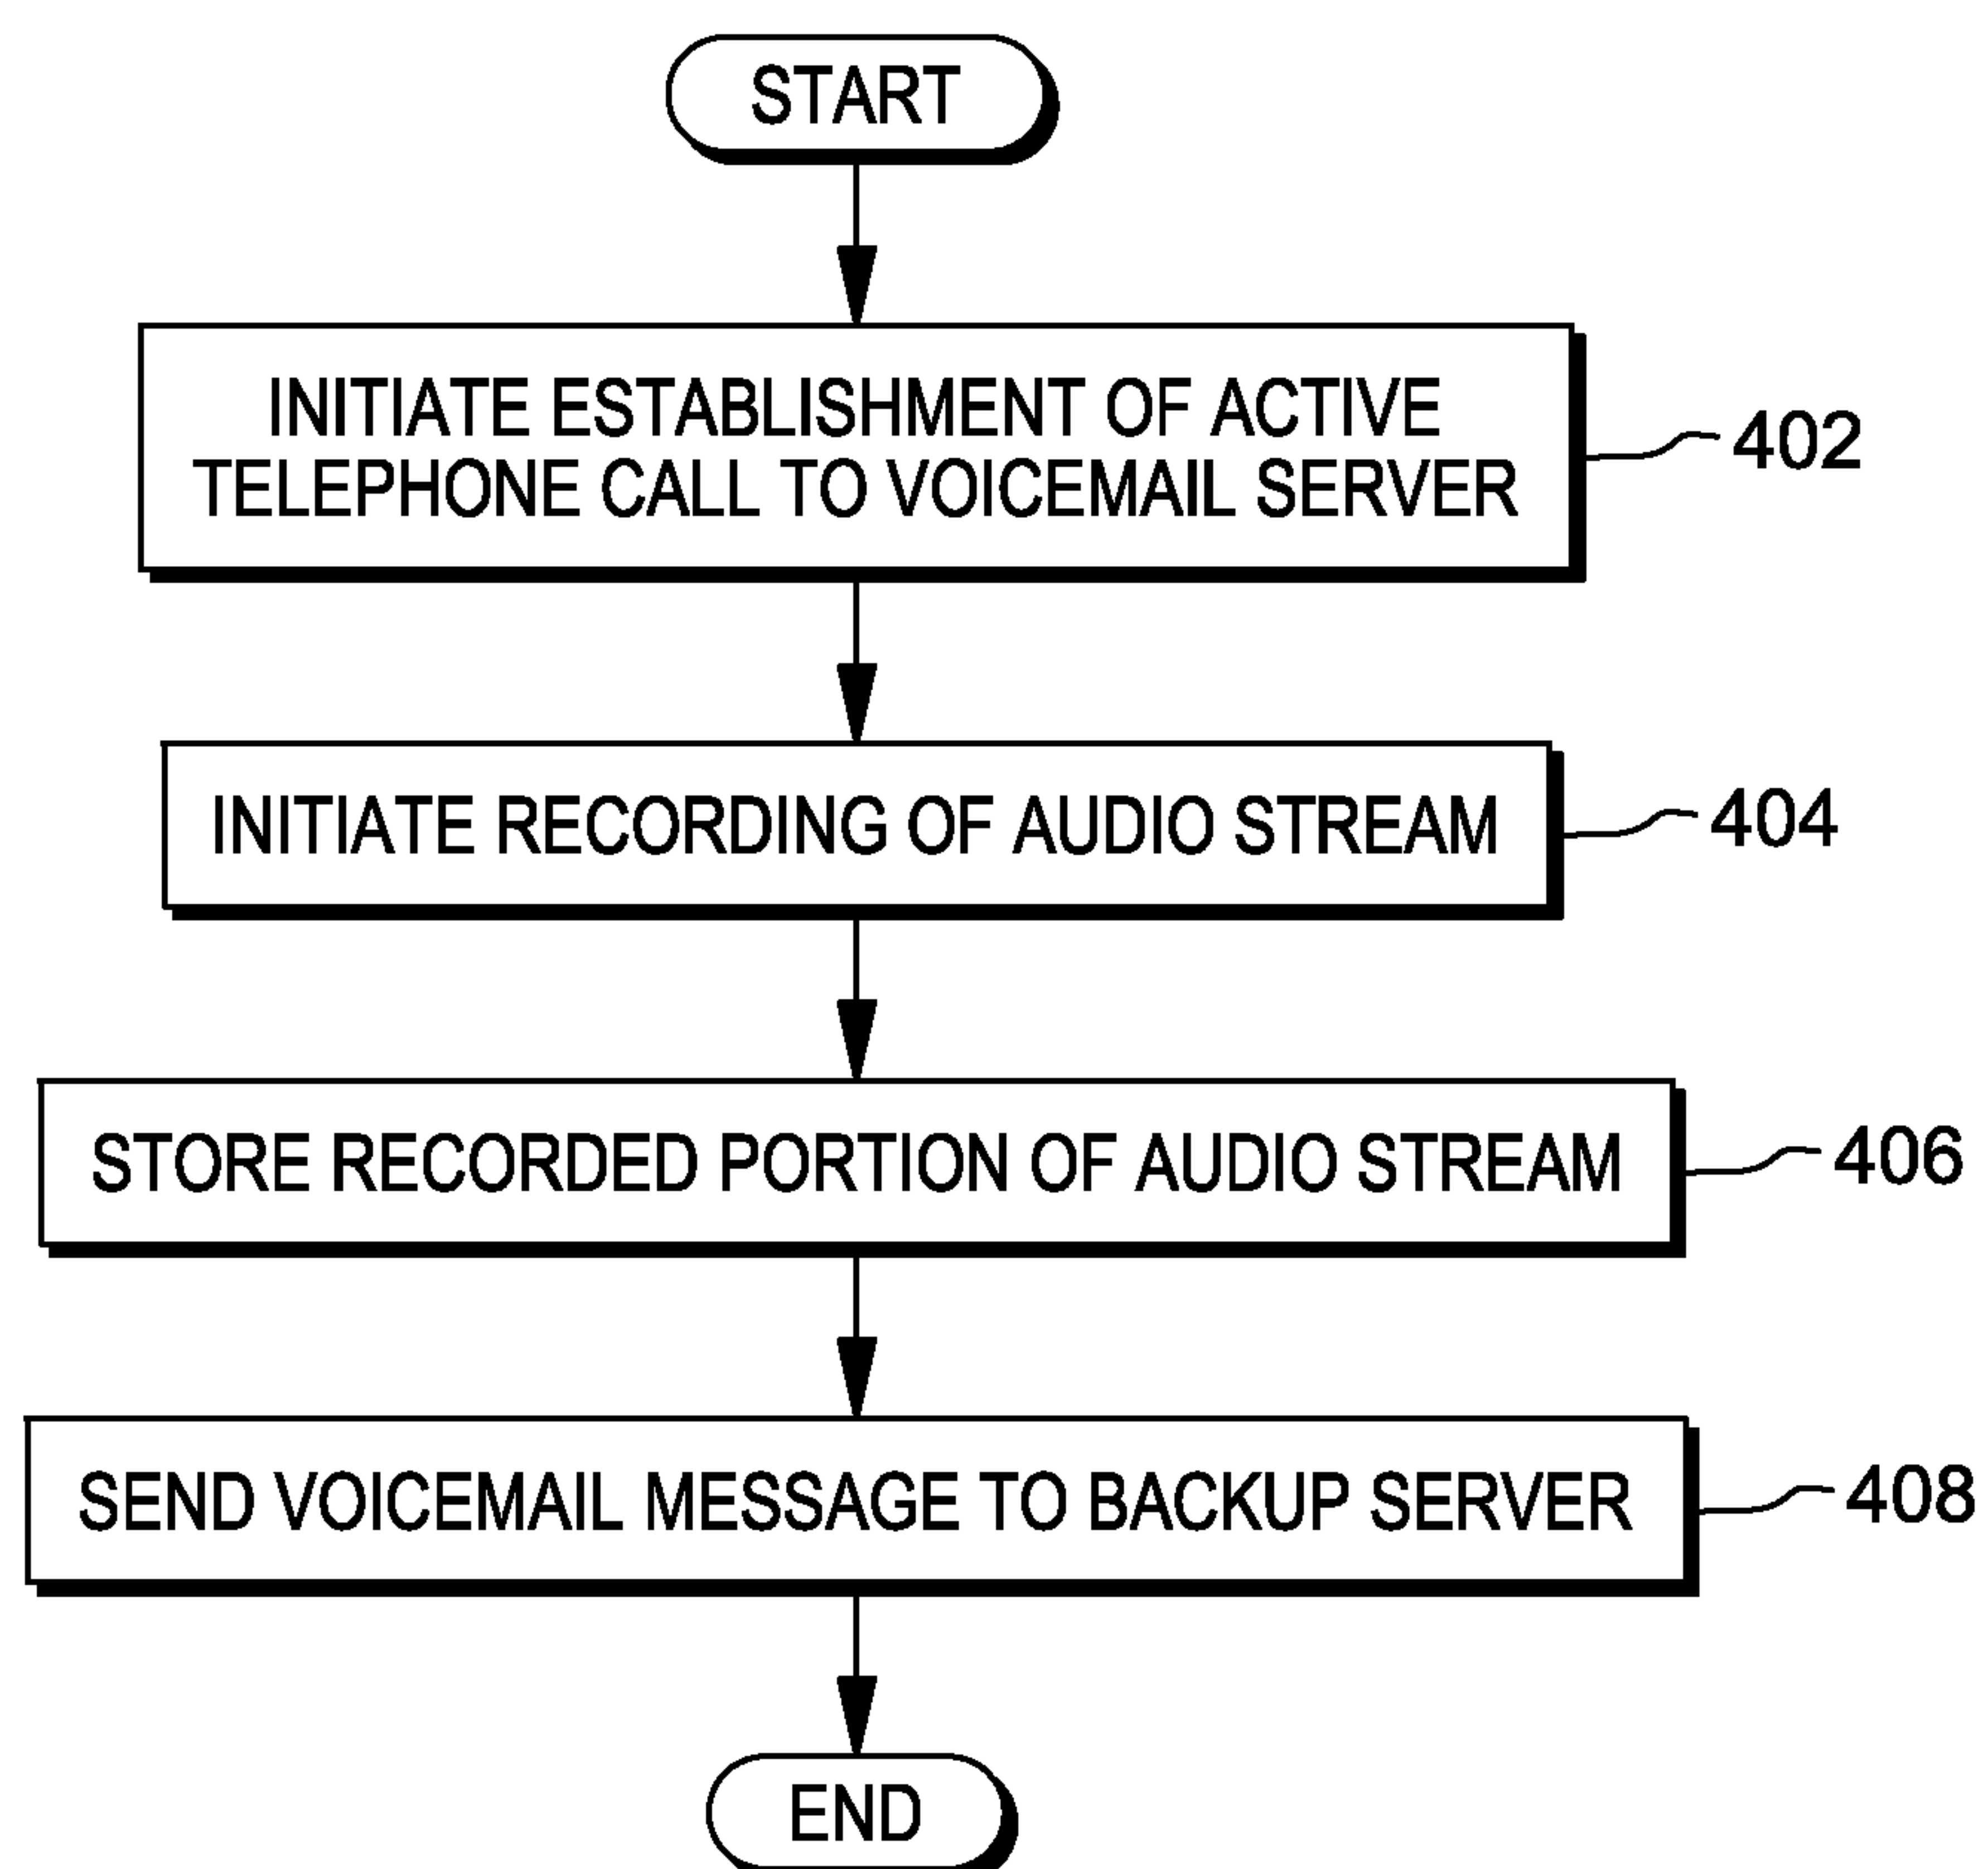 START
INITIATE ESTABLISHMENT OF ACTIVE
TELEPHONE CALL TO VOICEMAIL SERVER
402
INITIATE RECORDING OF AUDIO STREAM
404
STORE RECORDED PORTION OF AUDIO STREAM
406
SEND VOICEMAIL MESSAGE TO BACKUP SERVER
408
END